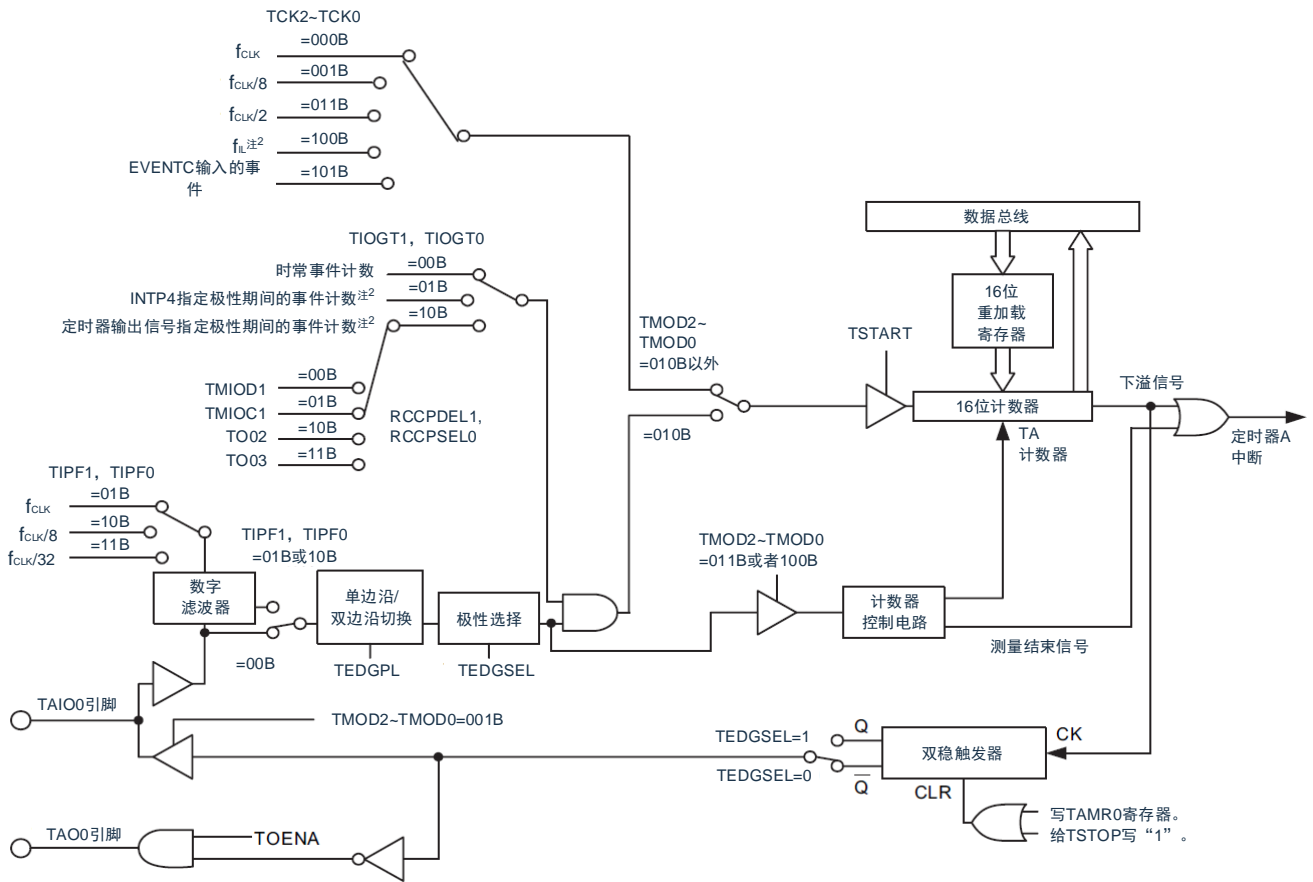 TCK2~TCK0
fCLK =000B
fCLK/8 =001B
fCLK/2 =011B
fIL注2 =100B
EVENTC输入的事
件
=101B
TIOGT1，TIOGT0
时常事件计数 =00B
INTP4指定极性期间的事件计数注2 =01B
定时器输出信号指定极性期间的事件计数注2 =10B
TMIOD1 =00B
TMIOC1 =01B
TO02 =10B
TO03 =11B
RCCPDEL1,
RCCPSEL0
TIPF1，TIPF0
fCLK =01B
fCLK/8 =10B
fCLK/32 =11B
数字
滤波器
TIPF1，TIPF0
=01B或10B
=00B
单边沿/
双边沿切换
TEDGPL
极性选择
TEDGSEL
TMOD2~
TMOD0
=010B以外
=010B
TSTART
数据总线
16位
重加载
寄存器
16位计数器
TA
计数器
下溢信号
定时器A
中断
TMOD2~TMOD0
=011B或者100B
计数器
控制电路
测量结束信号
TAIO0引脚
TMOD2~TMOD0=001B
TEDGSEL=1
TEDGSEL=0
Q
Q
双稳触发器
CK
CLR
写TAMR0寄存器。
给TSTOP写“1”。
TAO0引脚
TOENA